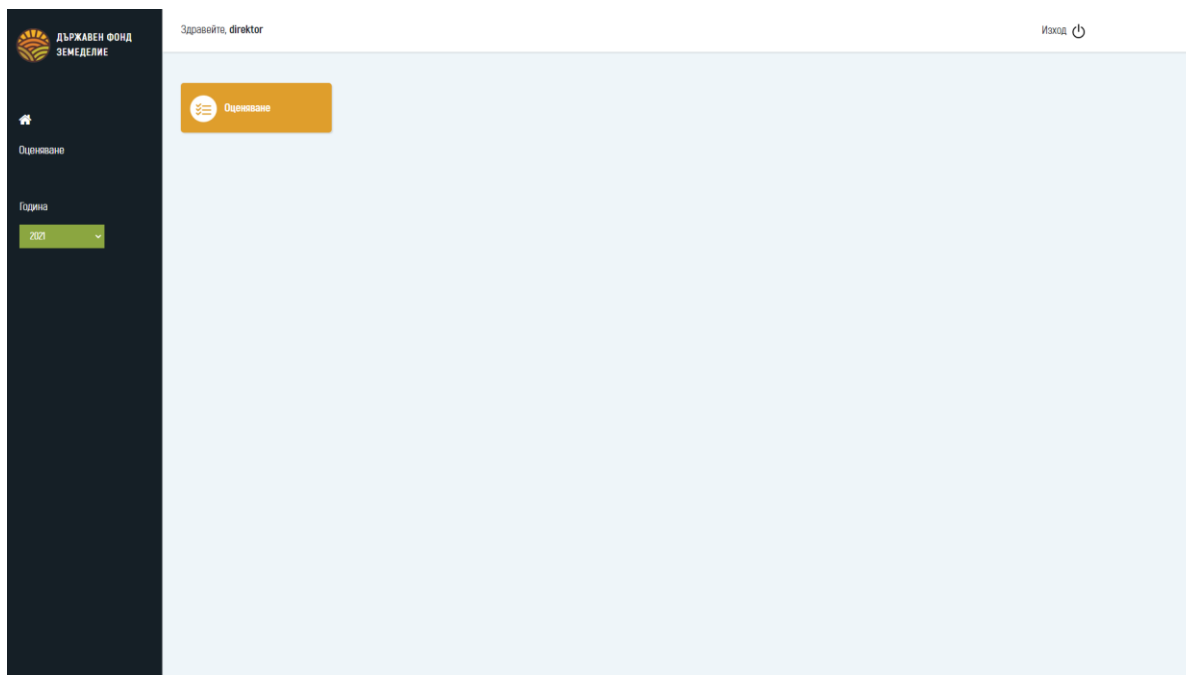 ДЪРЖАВЕН ФОНД
ЗЕМЕДЕЛИЕ
Здравейте, direktor
Изход
Оценяване
Оценяване
Година
2021